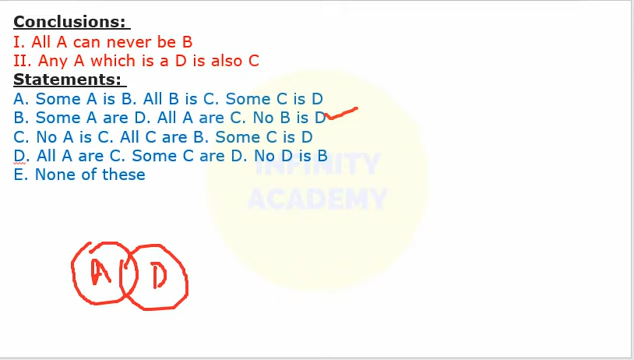 Conclusions:
I. All A can never be B
II. Any A which is a D is also C
Statements:
A. Some A is B. All B is C. Some C is D
B. Some A are D. All A are C. No B is D
C. No A is C. All C are B. Some C is D
D. All A are C. Some C are D. No D is B
E. None of these
INFINITY
ACADEMY
A D